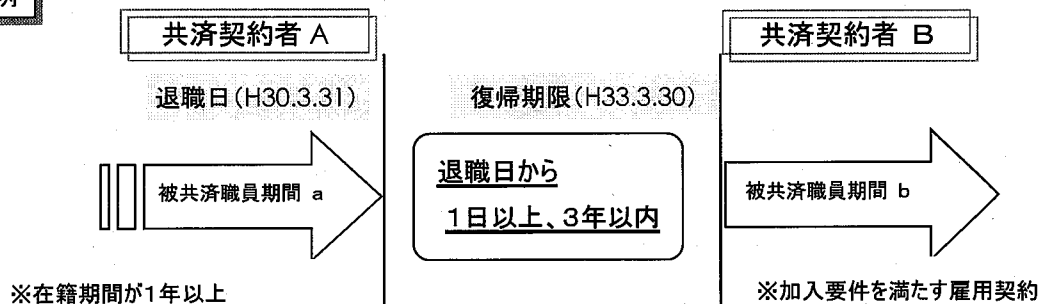 共済契約者 A
共済契約者 B
退職日(H30.3.31)
復帰期限(H33.3.30)
被共済職員期間 a
退職日から
1日以上、3年以内
被共済職員期間 b
※在籍期間が1年以上
※加入要件を満たす雇用契約